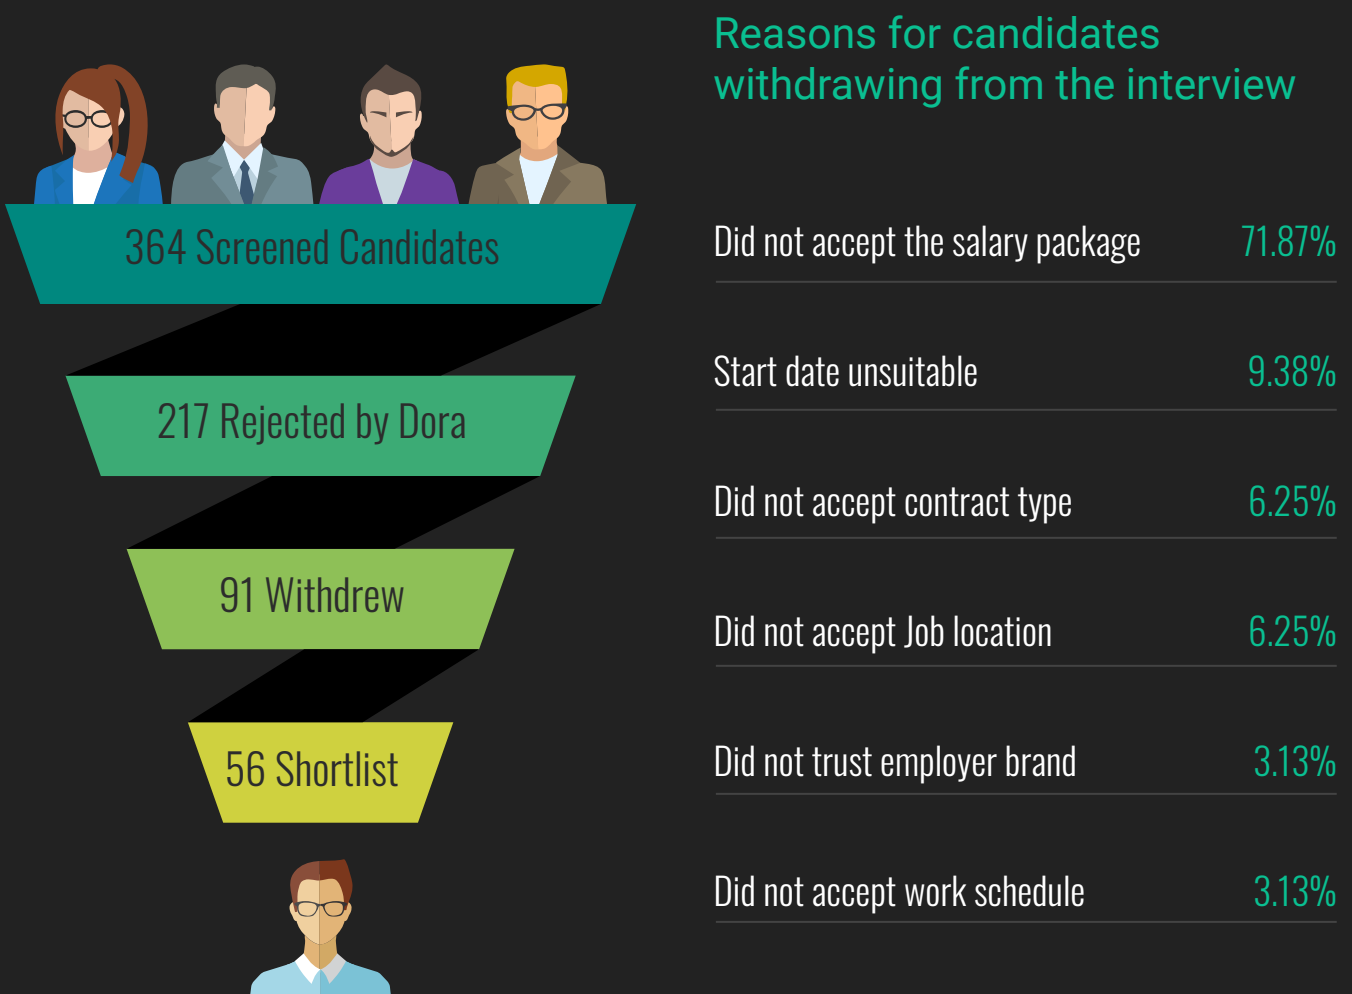 Reasons for candidates
withdrawing from the interview
364 Screened Candidates
217 Rejected by Dora
91 Withdrew
56 Shortlist
Did not accept the salary package 71.87%
Start date unsuitable 9.38%
Did not accept contract type 6.25%
Did not accept Job location 6.25%
Did not trust employer brand 3.13%
Did not accept work schedule 3.13%